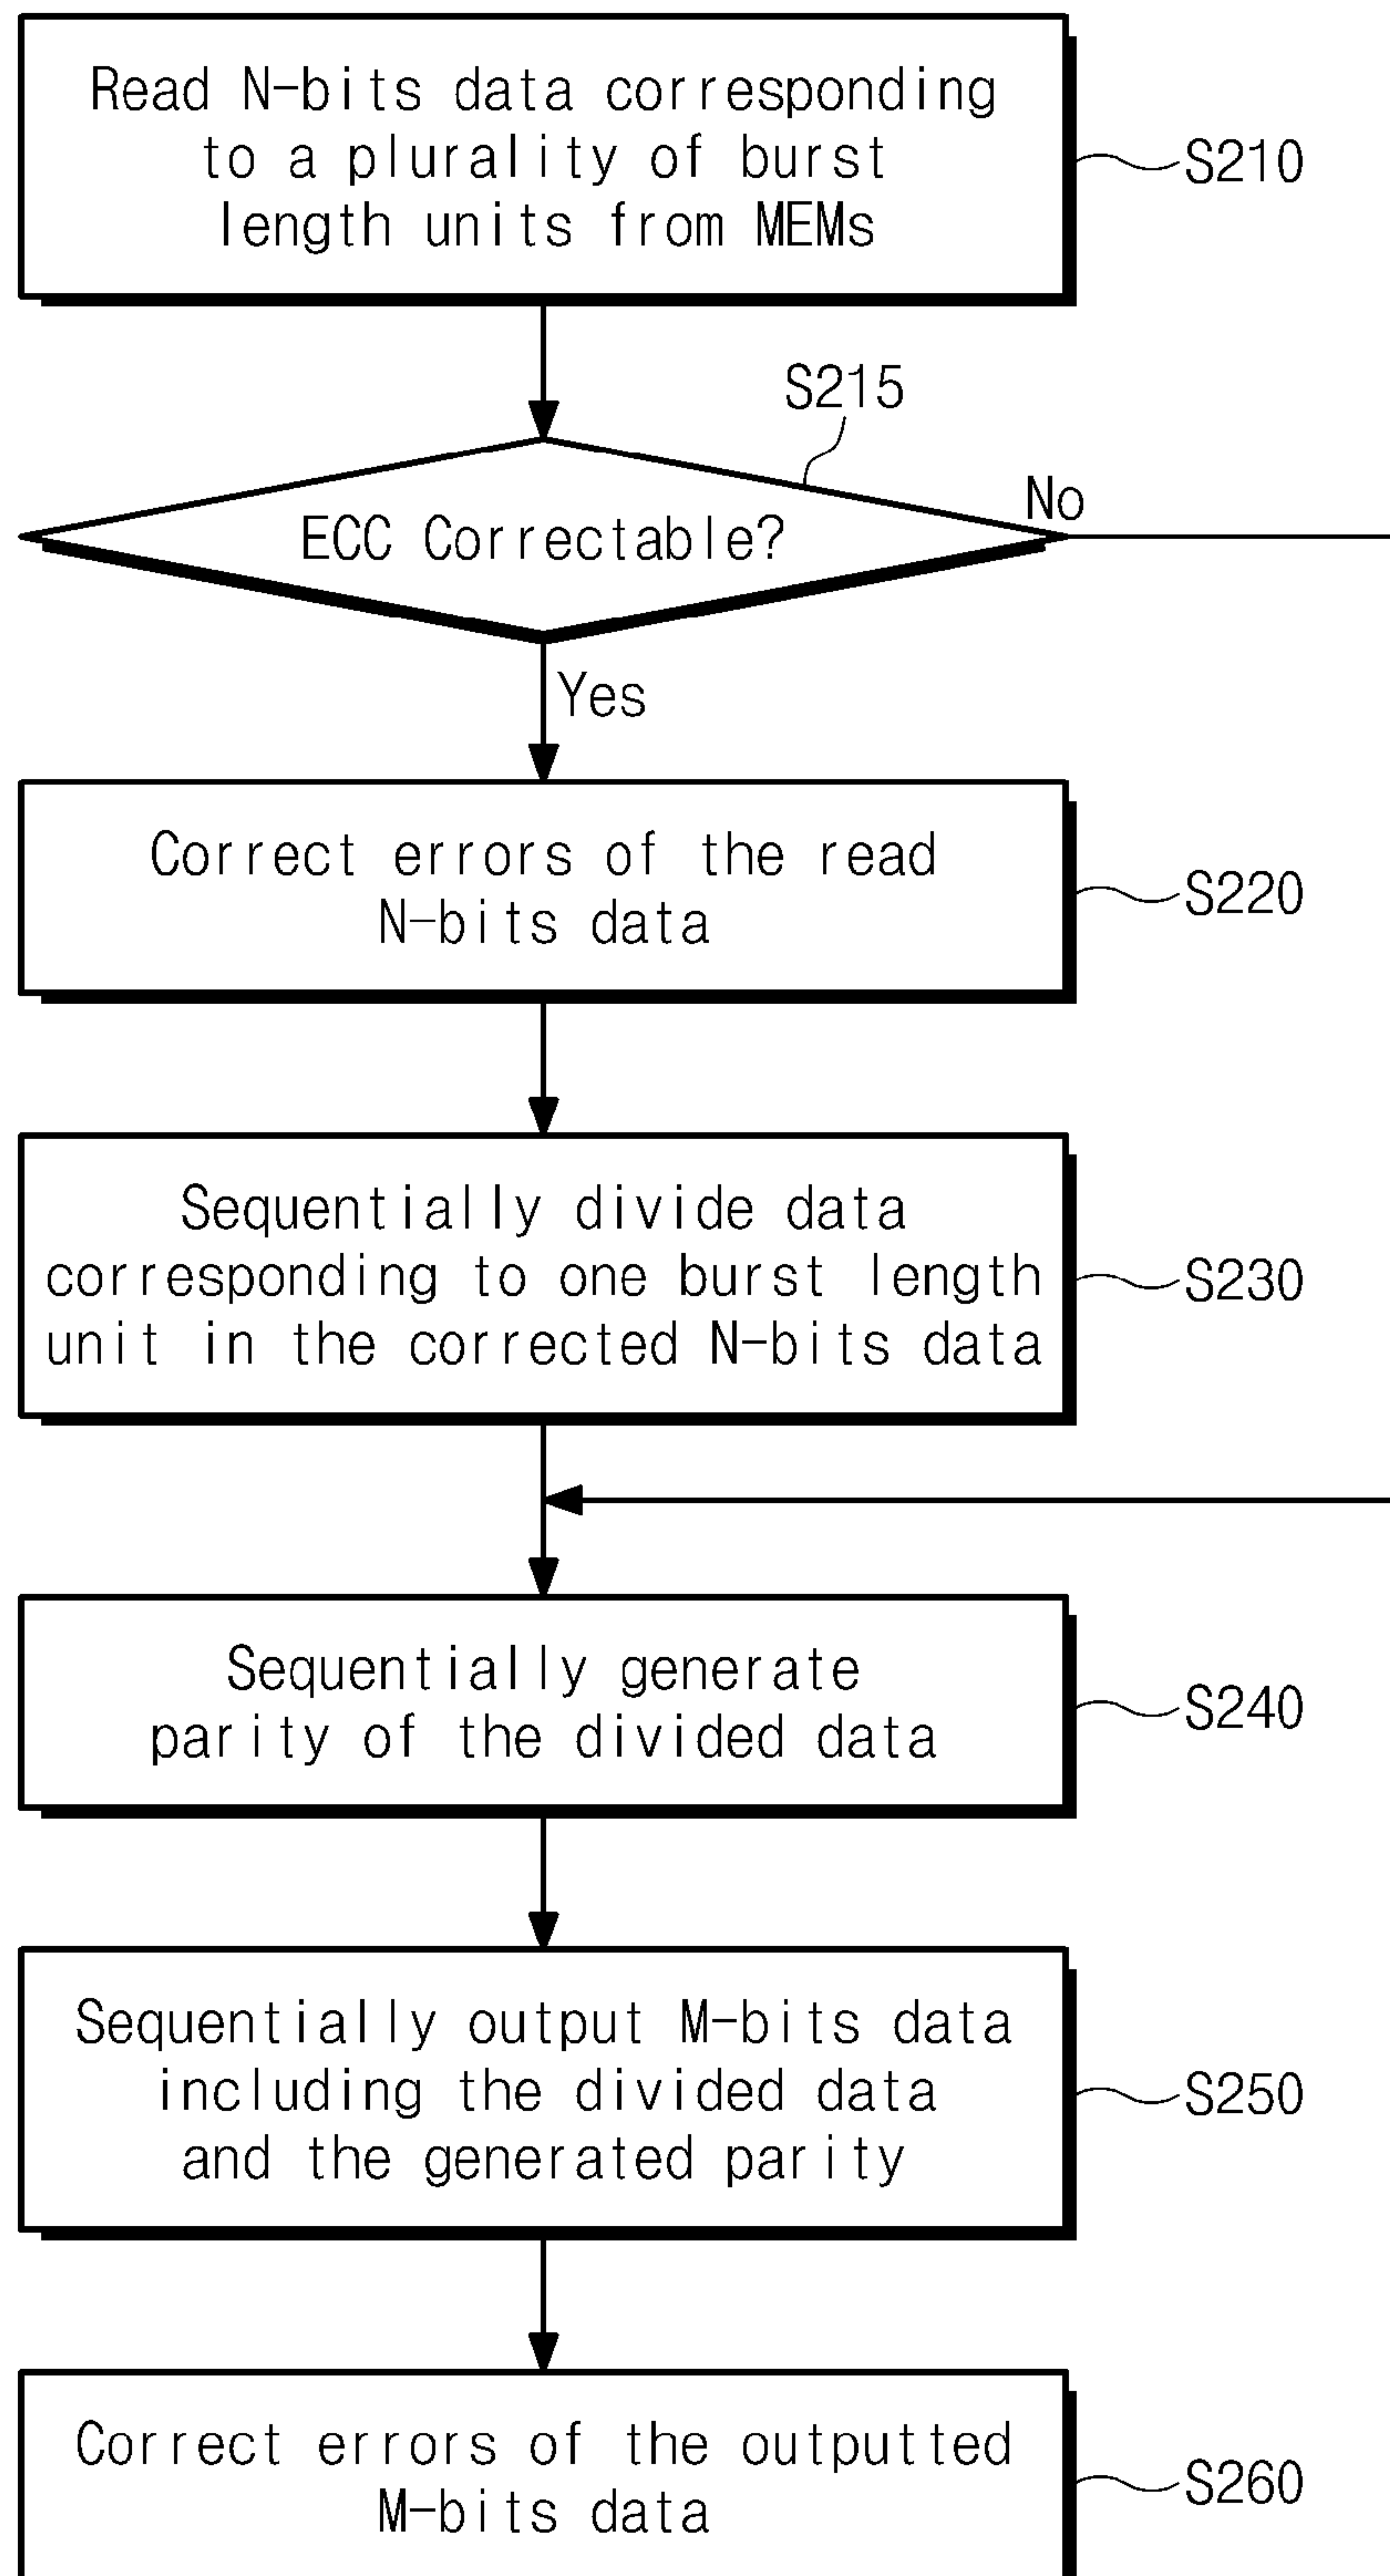 Read N-bits data corresponding
to a plurality of burst
length units from MEMs
S210
S215
ECC Correctable?
No
Yes
Correct errors of the read
N-bits data
S220
Sequentially divide data
corresponding to one burst length
unit in the corrected N-bits data
S230
Sequentially generate
parity of the divided data
S240
Sequentially output M-bits data
including the divided data
and the generated parity
S250
Correct errors of the outputted
M-bits data
S260